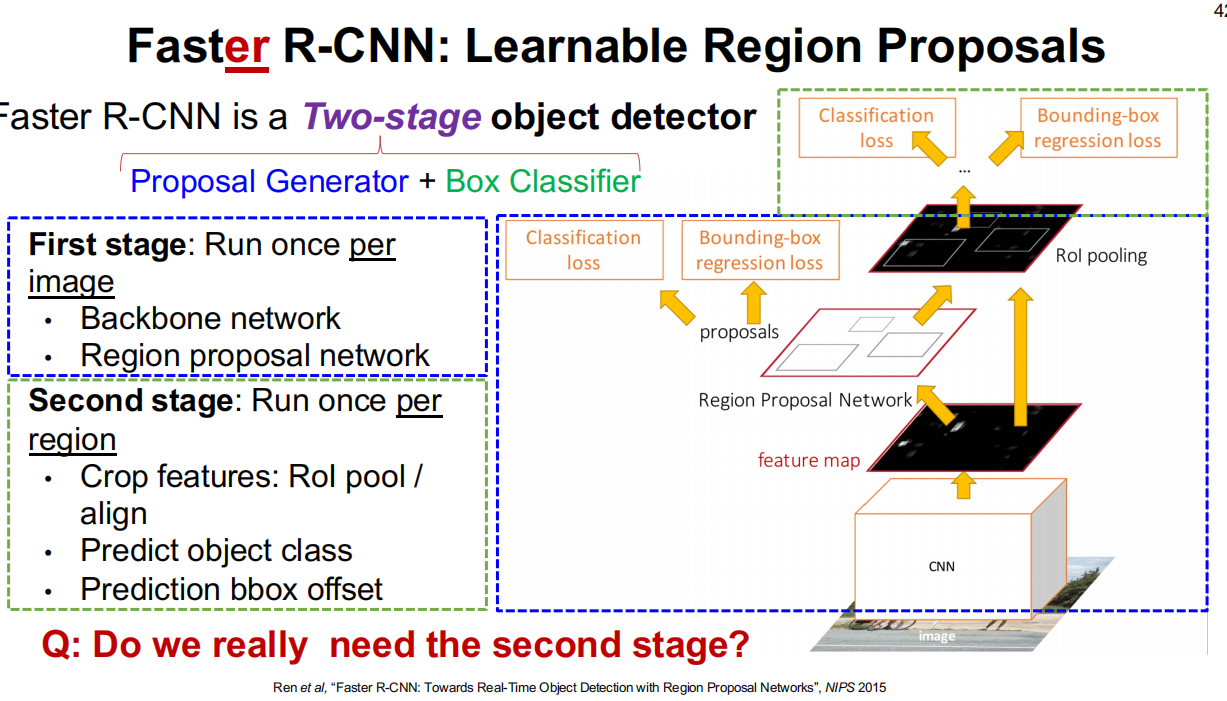 42
Faster R-CNN: Learnable Region Proposals
Faster R-CNN is a Two-stage object detector
Proposal Generator + Box Classifier
First stage: Run once per
image
• Backbone network
• Region proposal network
Second stage: Run once per
region
• Crop features: RoI pool /
align
• Predict object class
• Prediction bbox offset
Classification
loss
Bounding-box
regression loss
...
Classification
loss
Bounding-box
regression loss
RoI pooling
proposals
Region Proposal Network
feature map
CNN
image
Q: Do we really  need the second stage?
Ren et al, “Faster R-CNN: Towards Real-Time Object Detection with Region Proposal Networks”, NIPS 2015